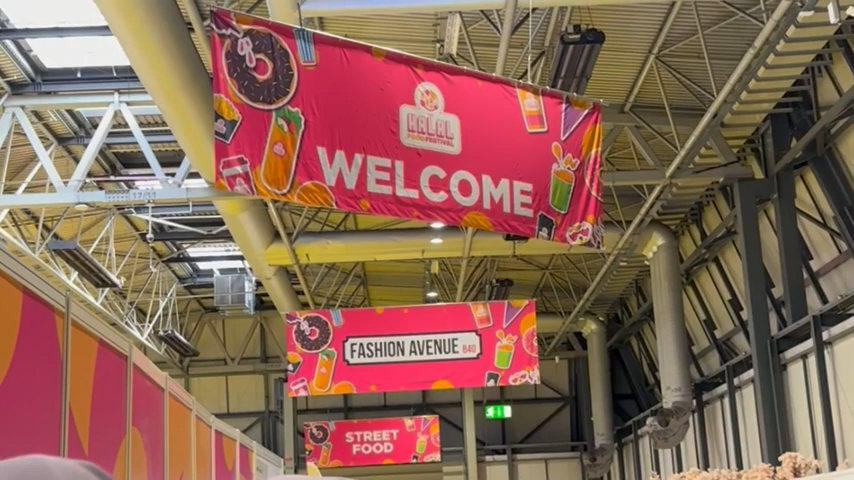 HALAL
FOOD FESTIVAL
WELCOME
FASHION AVENUE B40
STREET
FOOD